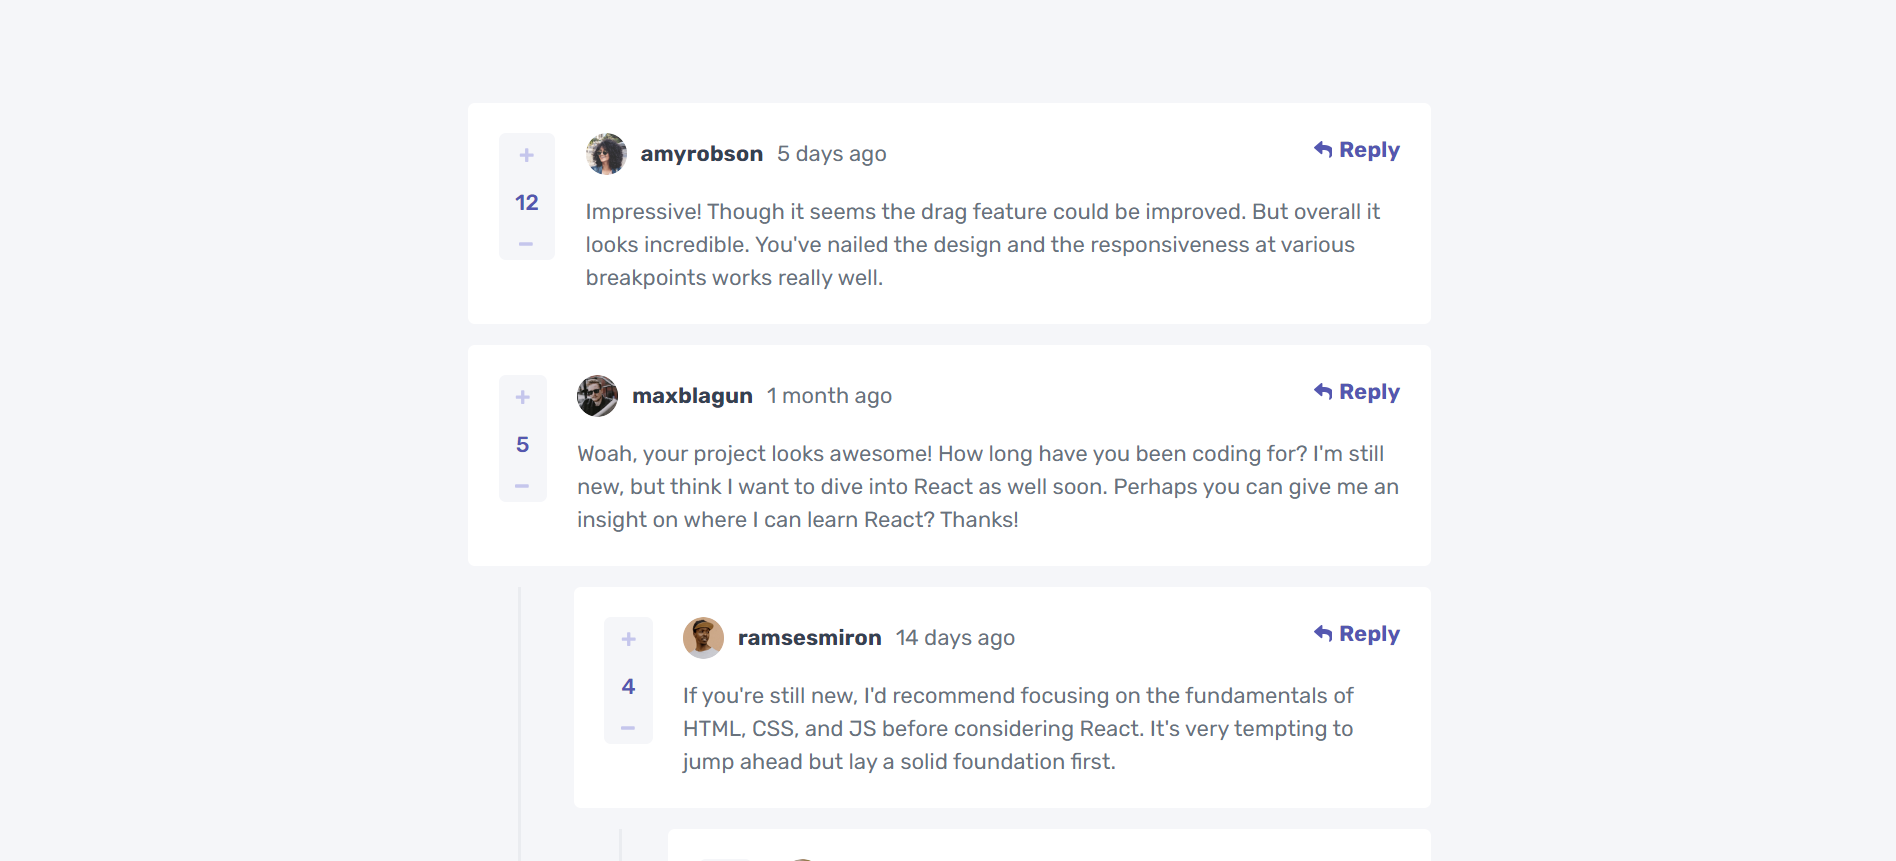 +
12
−
amyrobson 5 days ago
Reply
Impressive! Though it seems the drag feature could be improved. But overall it
looks incredible. You've nailed the design and the responsiveness at various
breakpoints works really well.
+
5
−
maxblagun 1 month ago
Reply
Woah, your project looks awesome! How long have you been coding for? I'm still
new, but think I want to dive into React as well soon. Perhaps you can give me an
insight on where I can learn React? Thanks!
+
4
−
ramsesmiron 14 days ago
Reply
If you're still new, I'd recommend focusing on the fundamentals of
HTML, CSS, and JS before considering React. It's very tempting to
jump ahead but lay a solid foundation first.